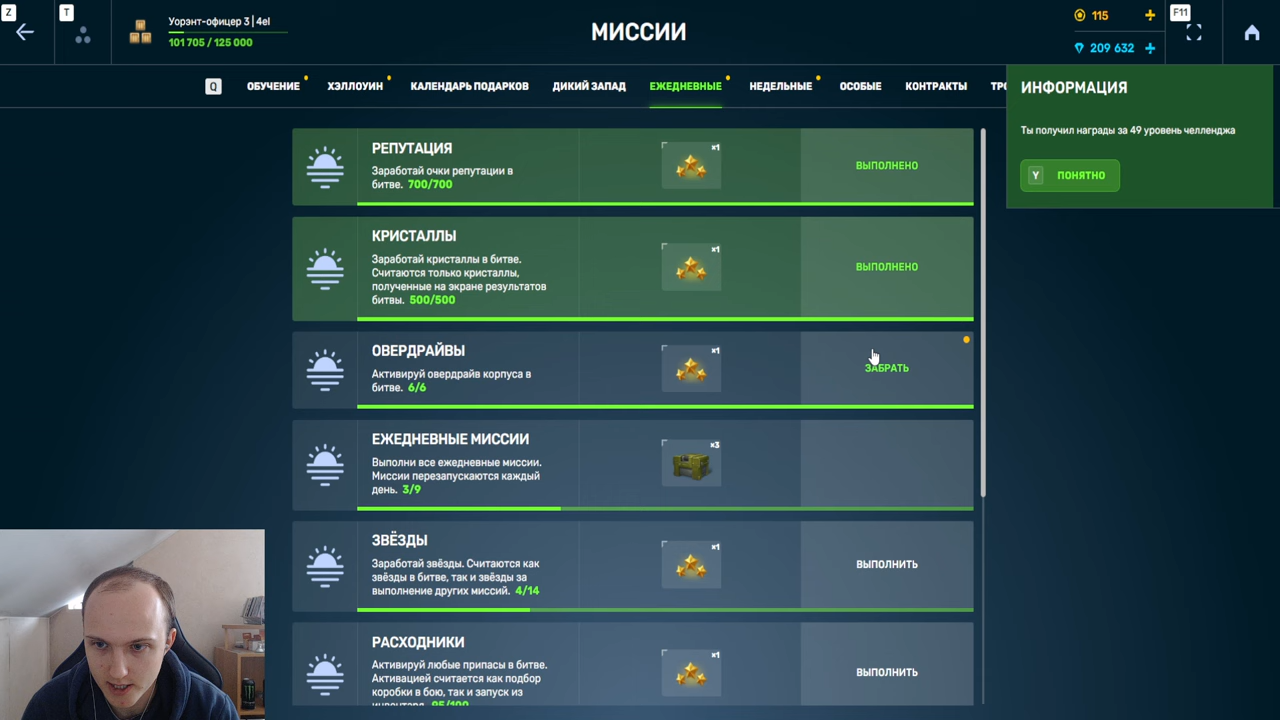 Z
T
Уорэнт-офицер 3 | 4el
101 705 / 125 000
МИССИИ
115
209 632
F11
Q
ОБУЧЕНИЕ
ХЭЛЛОУИН
КАЛЕНДАРЬ ПОДАРКОВ
ДИКИЙ ЗАПАД
ЕЖЕДНЕВНЫЕ
НЕДЕЛЬНЫЕ
ОСОБЫЕ
КОНТРАКТЫ
ТРО
ИНФОРМАЦИЯ
Ты получил награды за 49 уровень челленджа
Y ПОНЯТНО
РЕПУТАЦИЯ
Заработай очки репутации в
битве. 700/700
x1
ВЫПОЛНЕНО
КРИСТАЛЛЫ
Заработай кристаллы в битве.
Считаются только кристаллы,
полученные на экране результатов
битвы. 500/500
x1
ВЫПОЛНЕНО
ОВЕРДРАЙВЫ
Активируй овердрайв корпуса в
битве. 6/6
x1
ЗАБРАТЬ
ЕЖЕДНЕВНЫЕ МИССИИ
Выполни все ежедневные миссии.
Миссии перезапускаются каждый
день. 3/9
x3
ЗВЁЗДЫ
Заработай звёзды. Считаются как
звёзды в битве, так и звёзды за
выполнение других миссий. 4/14
x1
ВЫПОЛНИТЬ
РАСХОДНИКИ
Активируй любые припасы в битве.
Активацией считается как подбор
коробки в бою, так и запуск из
инвентаря. 95/100
x1
ВЫПОЛНИТЬ